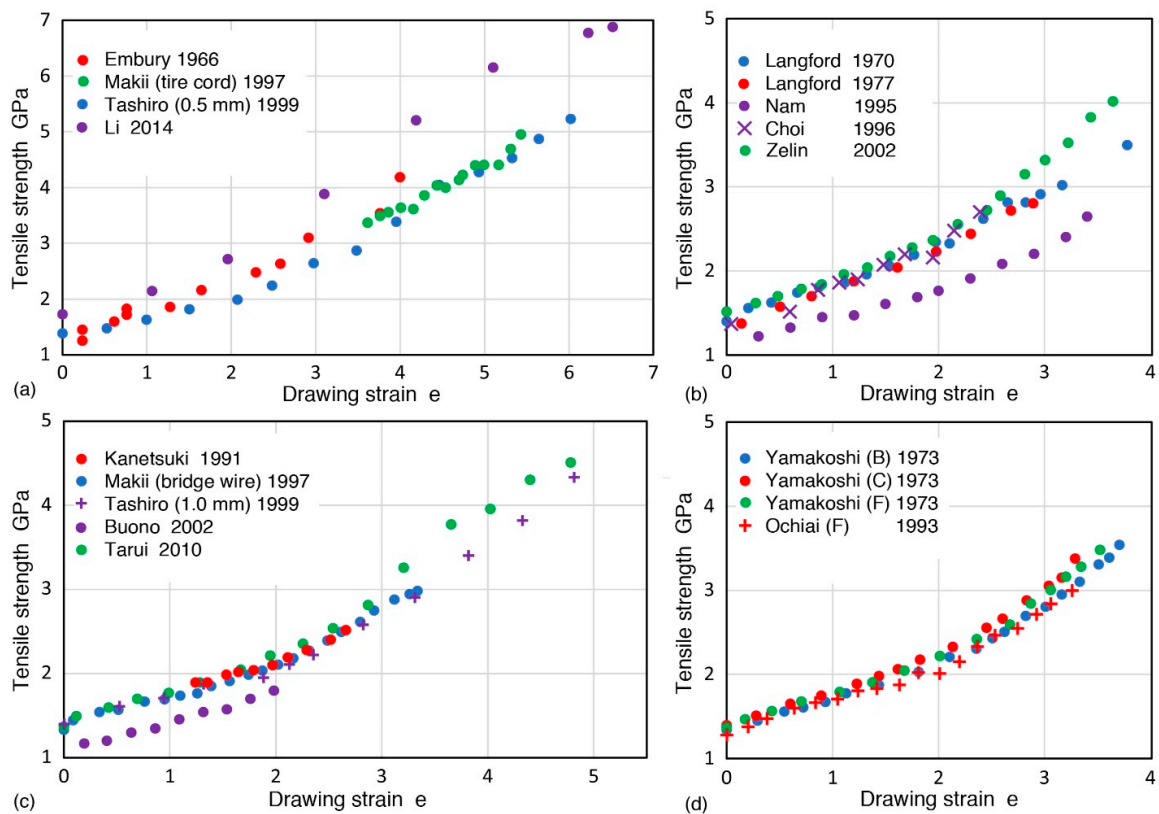 7
6
5
4
3
2
1
Tensile strength GPa
Embury 1966
Makii (tire cord) 1997
Tashiro (0.5 mm) 1999
Li 2014
0 1 2 3 4 5 6 7
Drawing strain e
(a)
5
4
3
2
1
Tensile strength GPa
Langford 1970
Langford 1977
Nam 1995
Choi 1996
Zelin 2002
0 1 2 3 4
Drawing strain e
(b)
5
4
3
2
1
Tensile strength GPa
Kanetsuki 1991
Makii (bridge wire) 1997
Tashiro (1.0 mm) 1999
Buono 2002
Tarui 2010
0 1 2 3 4 5
Drawing strain e
(c)
5
4
3
2
1
Tensile strength GPa
Yamakoshi (B) 1973
Yamakoshi (C) 1973
Yamakoshi (F) 1973
Ochiai (F) 1993
0 1 2 3 4
Drawing strain e
(d)